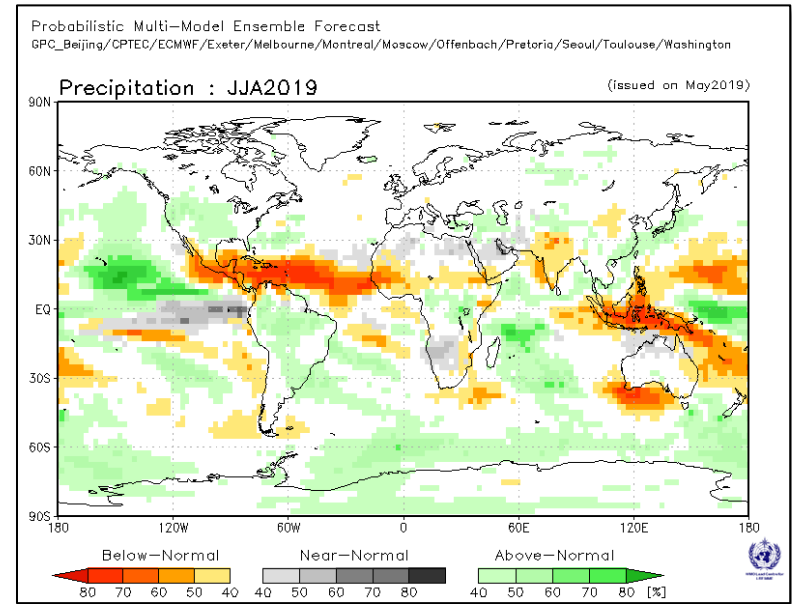 Probabilistic Multi-Model Ensemble Forecast
GPC_Beijing/CPTEC/ECMWF/Exeter/Melbourne/Montreal/Moscow/Offenbach/Pretoria/Seoul/Toulouse/Washington
Precipitation : JJA2019
(issued on May2019)
90N
60N
30N
EQ
30S
60S
90S
180 120W 60W 0 60E 120E 180
Below-Normal Near-Normal Above-Normal
80 70 60 50 40 40 50 60 70 80 40 50 60 70 80 [%]